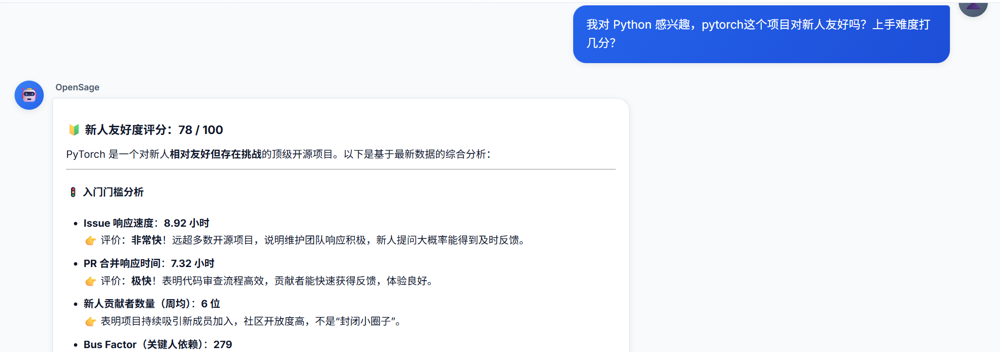 我对 Python 感兴趣，pytorch这个项目对新人友好吗？上手难度打
几分？
OpenSage
新人友好度评分：78 / 100
PyTorch 是一个对新人相对友好但存在挑战的顶级开源项目。以下是基于最新数据的综合分析：
入门门槛分析
Issue 响应速度：8.92 小时
评价：非常快！远超多数开源项目，说明维护团队响应积极，新人提问大概率能得到及时反馈。
PR 合并响应时间：7.32 小时
评价：极快！表明代码审查流程高效，贡献者能快速获得反馈，体验良好。
新人贡献者数量（周均）：6 位
表明项目持续吸引新成员加入，社区开放度高，不是“封闭小圈子”。
Bus Factor（关键人依赖）：279